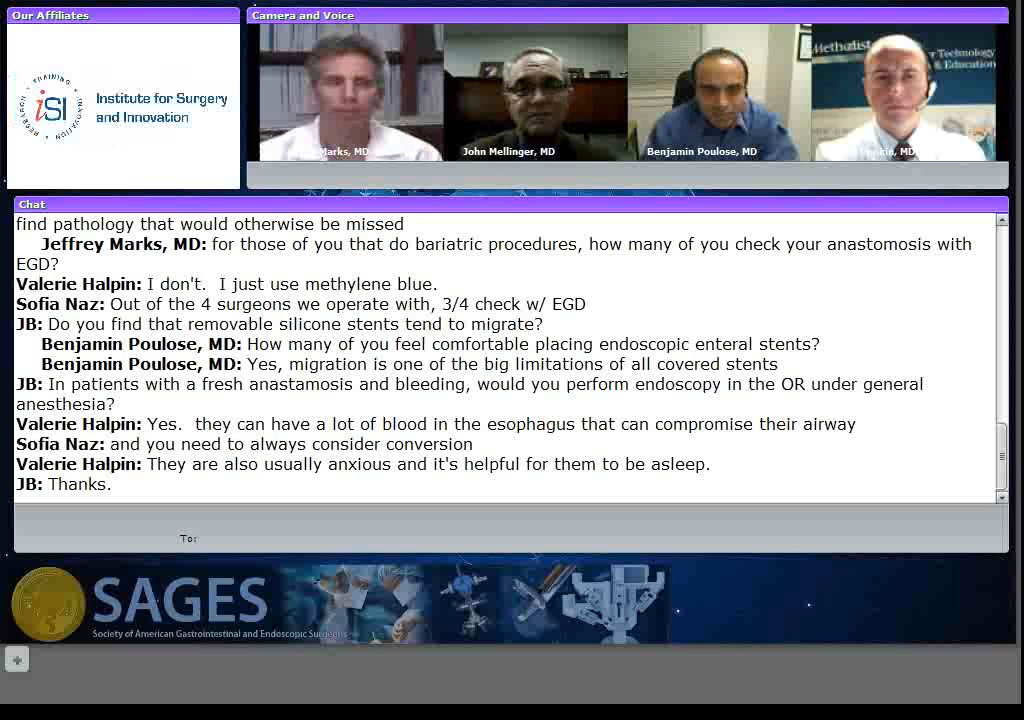 Our Affiliates
Camera and Voice
TRAINING INNOVATION RESEARCH
iSI
Institute for Surgery
and Innovation
Methodist
Technology
& Education
Marks, MD
John Mellinger, MD
Benjamin Poulose, MD
kin, MD
Chat
find pathology that would otherwise be missed
Jeffrey Marks, MD: for those of you that do bariatric procedures, how many of you check your anastomosis with
EGD?
Valerie Halpin: I don't. I just use methylene blue.
Sofia Naz: Out of the 4 surgeons we operate with, 3/4 check w/ EGD
JB: Do you find that removable silicone stents tend to migrate?
Benjamin Poulose, MD: How many of you feel comfortable placing endoscopic enteral stents?
Benjamin Poulose, MD: Yes, migration is one of the big limitations of all covered stents
JB: In patients with a fresh anastamosis and bleeding, would you perform endoscopy in the OR under general
anesthesia?
Valerie Halpin: Yes. they can have a lot of blood in the esophagus that can compromise their airway
Sofia Naz: and you need to always consider conversion
Valerie Halpin: They are also usually anxious and it's helpful for them to be asleep.
JB: Thanks.
To:
SAGES
Society of American Gastrointestinal and Endoscopic Surgeons